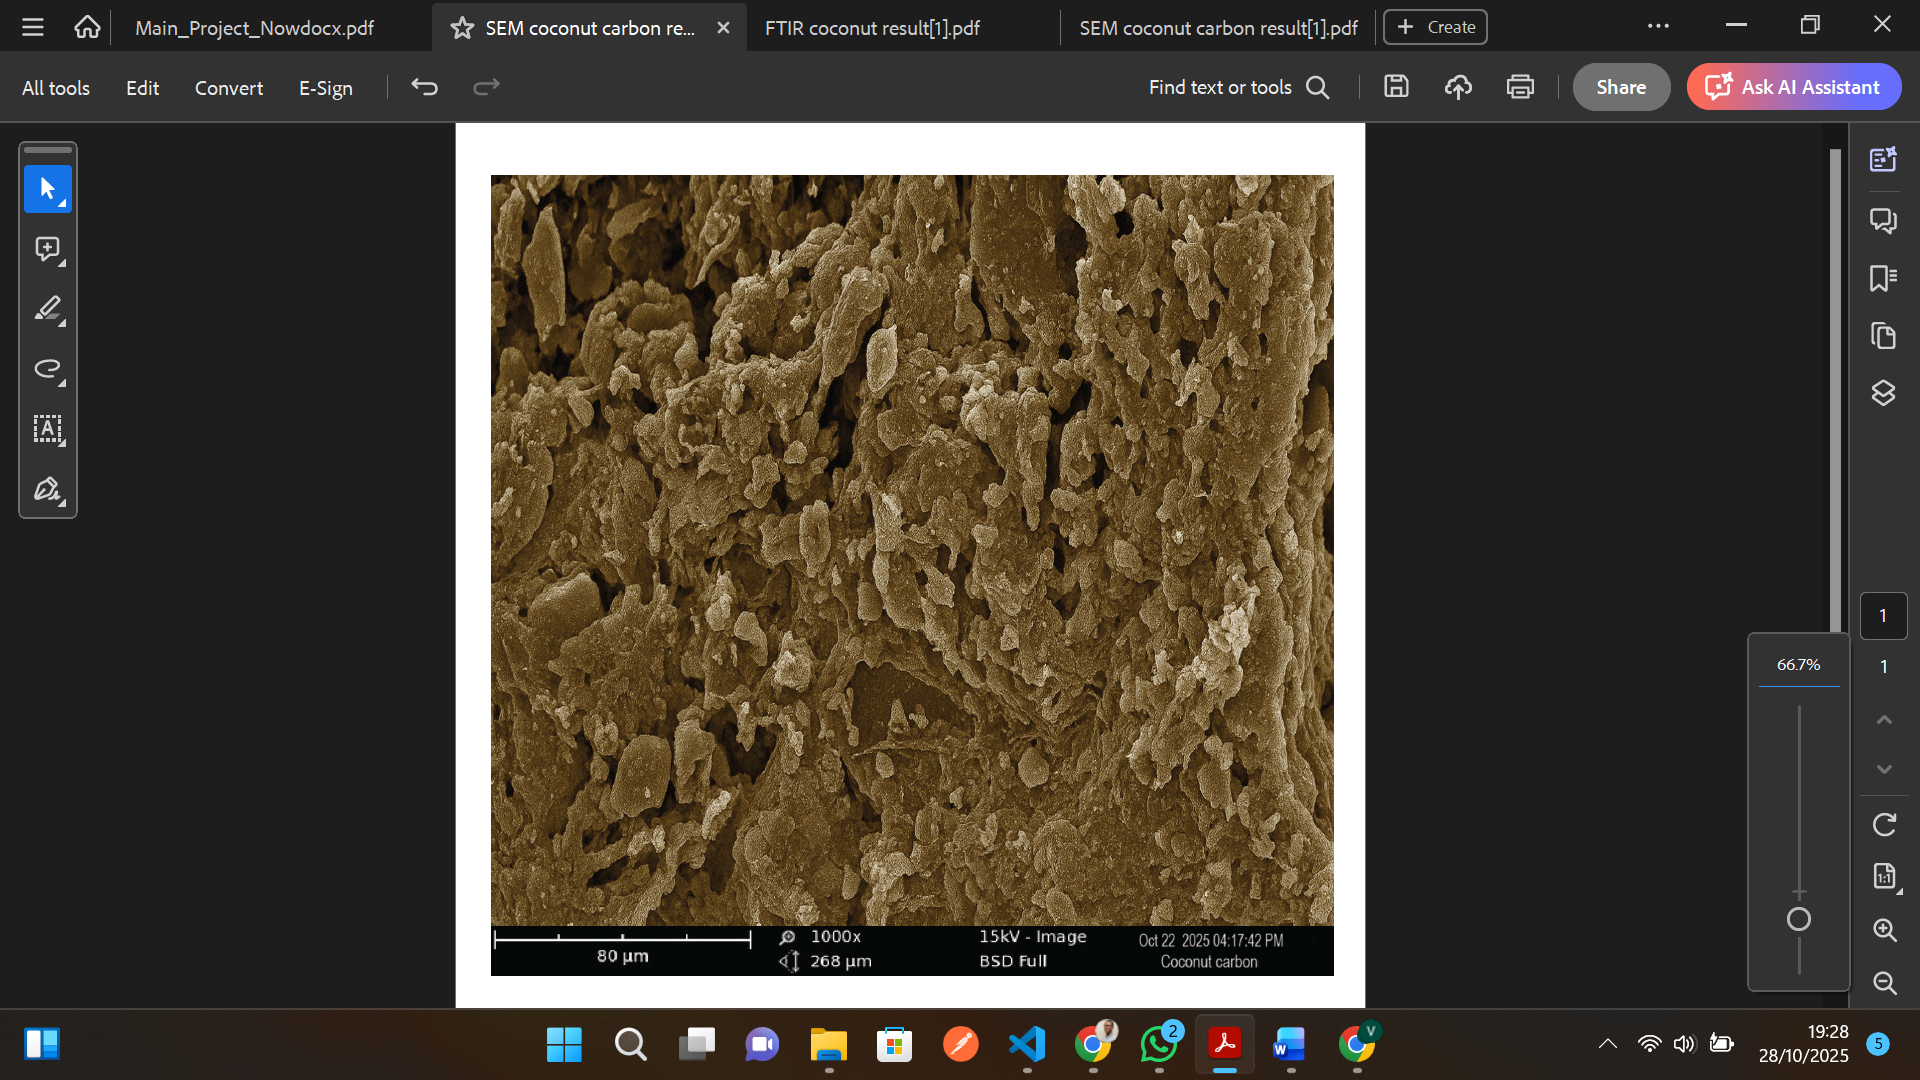 Main_Project_Nowdocx.pdf
SEM coconut carbon re...
FTIR coconut result[1].pdf
SEM coconut carbon result[1].pdf
Create
All tools
Edit
Convert
E-Sign
Find text or tools
Share
Ask AI Assistant
A
1
66.7%
1
1:1
80 µm
1000x
268 µm
15kV - Image
BSD Full
Oct 22 2025 04:17:42 PM
Coconut carbon
2
V
W
19:28
28/10/2025
5